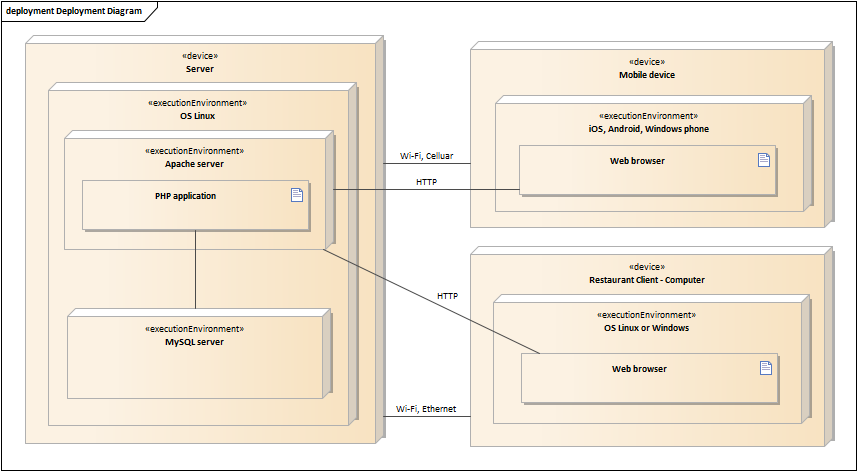 deployment Deployment Diagram
«device»
Server
«executionEnvironment»
OS Linux
«executionEnvironment»
Apache server
PHP application
«executionEnvironment»
MySQL server
Wi-Fi, Celluar
HTTP
HTTP
Wi-Fi, Ethernet
«device»
Mobile device
«executionEnvironment»
iOS, Android, Windows phone
Web browser
«device»
Restaurant Client - Computer
«executionEnvironment»
OS Linux or Windows
Web browser